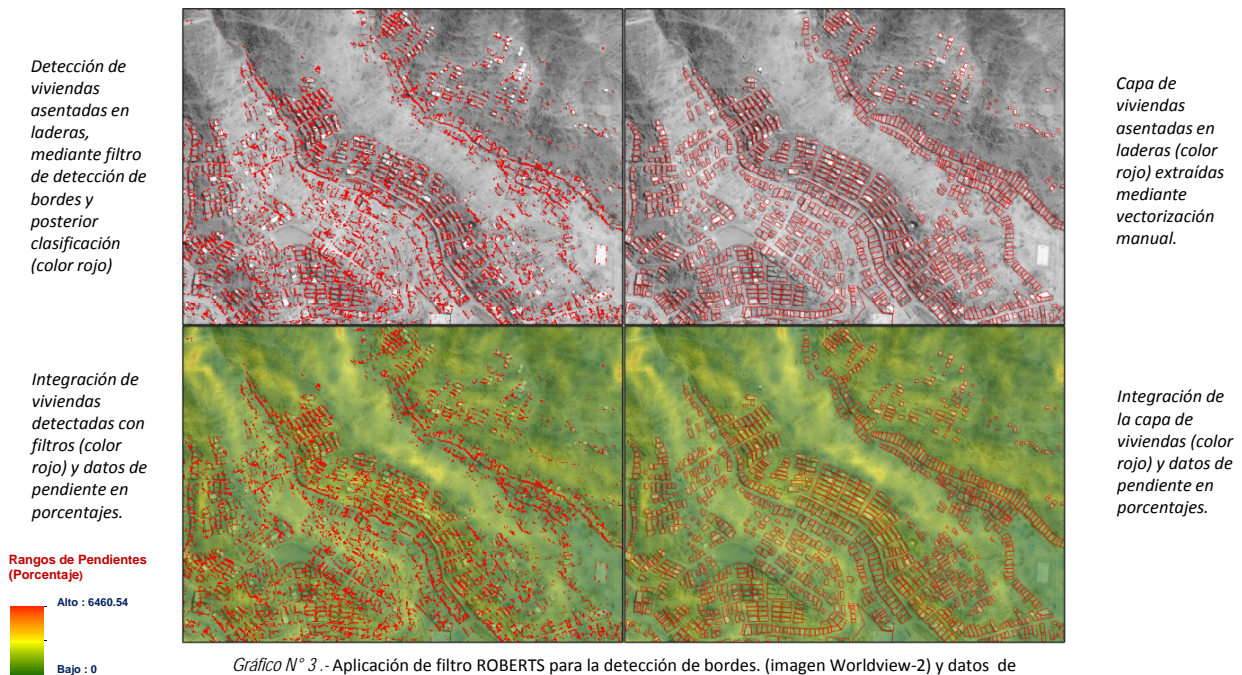 Detección de
viviendas
asentadas en
laderas,
mediante filtro
de detección de
bordes y
posterior
clasificación
(color rojo)
Capa de
viviendas
asentadas en
laderas (color
rojo) extraídas
mediante
vectorización
manual.
Integración de
viviendas
detectadas con
filtros (color
rojo) y datos de
pendiente en
porcentajes.
Integración de
la capa de
viviendas (color
rojo) y datos de
pendiente en
porcentajes.
Rangos de Pendientes
(Porcentaje)
Alto : 6460.54
Bajo : 0
Gráfico N° 3 .- Aplicación de filtro ROBERTS para la detección de bordes. (imagen Worldview-2) y datos de